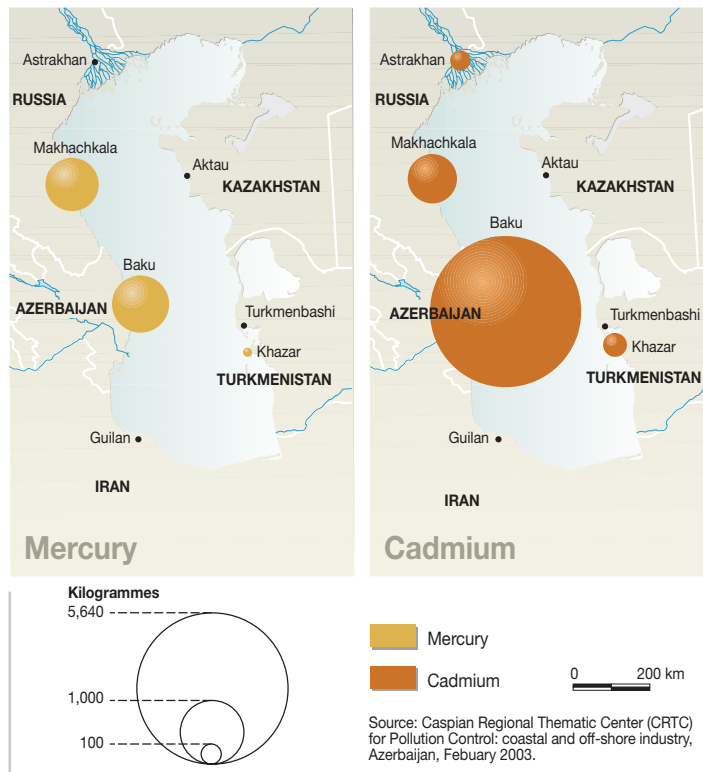 Astrakhan
RUSSIA
Makhachkala
Aktau
KAZAKHSTAN
Baku
AZERBAIJAN
Turkmenbashi
Khazar
TURKMENISTAN
Guilan
IRAN
Mercury
Astrakhan
RUSSIA
Makhachkala
Aktau
KAZAKHSTAN
Baku
AZERBAIJAN
Turkmenbashi
Khazar
TURKMENISTAN
Guilan
IRAN
Cadmium
Kilogrammes
5,640
1,000
100
Mercury
Cadmium
0 200 km
Source: Caspian Regional Thematic Center (CRTC)
for Pollution Control: coastal and off-shore industry,
Azerbaijan, Febuary 2003.